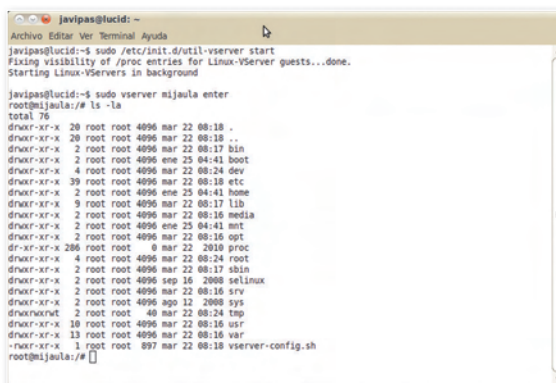 javipas@lucid: ~
Archivo Editar Ver Terminal Ayuda
javipas@lucid:~$ sudo /etc/init.d/util-vserver start
Fixing visibility of /proc entries for Linux-VServer guests...done.
Starting Linux-VServers in background
javipas@lucid:~$ sudo vserver mijaula enter
root@mijaula:/# ls -la
total 76
drwxr-xr-x 20 root root 4096 mar 22 08:18 .
drwxr-xr-x 20 root root 4096 mar 22 08:18 ..
drwxr-xr-x 2 root root 4096 mar 22 08:17 bin
drwxr-xr-x 2 root root 4096 ene 25 04:41 boot
drwxr-xr-x 4 root root 4096 mar 22 08:24 dev
drwxr-xr-x 39 root root 4096 mar 22 08:18 etc
drwxr-xr-x 2 root root 4096 ene 25 04:41 home
drwxr-xr-x 9 root root 4096 mar 22 08:17 lib
drwxr-xr-x 2 root root 4096 mar 22 08:16 media
drwxr-xr-x 2 root root 4096 ene 25 04:41 mnt
drwxr-xr-x 2 root root 4096 mar 22 08:16 opt
dr-xr-xr-x 286 root root 0 mar 22 2010 proc
drwxr-xr-x 4 root root 4096 mar 22 08:24 root
drwxr-xr-x 2 root root 4096 mar 22 08:17 sbin
drwxr-xr-x 2 root root 4096 sep 16 2008 selinux
drwxr-xr-x 2 root root 4096 mar 22 08:16 srv
drwxr-xr-x 2 root root 4096 ago 12 2008 sys
drwxrwxrwt 2 root root 40 mar 22 08:24 tmp
drwxr-xr-x 10 root root 4096 mar 22 08:16 usr
drwxr-xr-x 13 root root 4096 mar 22 08:16 var
-rwxr-xr-x 1 root root 897 mar 22 08:18 vserver-config.sh
root@mijaula:/#